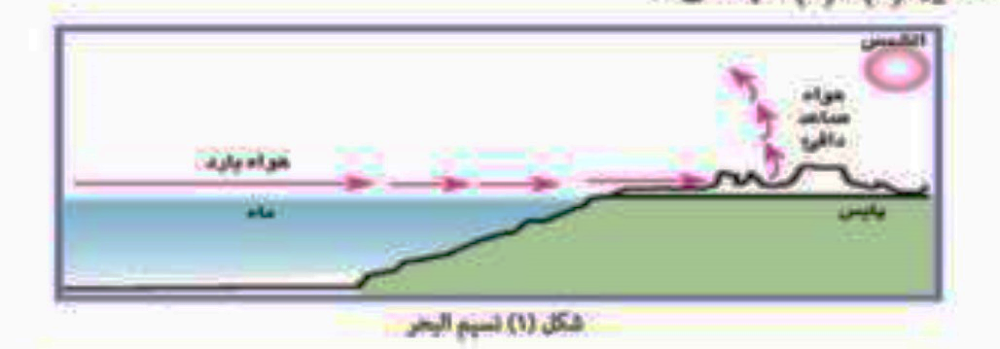 الشمس
هواء
صاعد
دافئ
هواء بارد
ماء
يابس
شكل (١) نسيم البحر